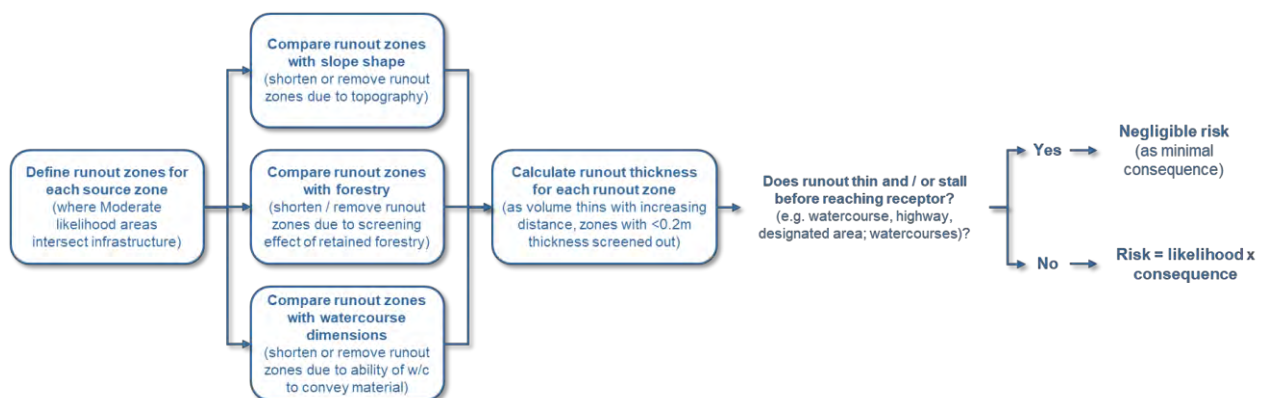 Define runout zones for
each source zone
(where Moderate
likelihood areas
intersect infrastructure)
Compare runout zones
with slope shape
(shorten or remove runout
zones due to topography)
Compare runout zones
with forestry
(shorten / remove runout
zones due to screening
effect of retained forestry)
Compare runout zones
with watercourse
dimensions
(shorten or remove runout
zones due to ability of w/c
to convey material)
Calculate runout thickness
for each runout zone
(as volume thins with increasing
distance, zones with <0.2m
thickness screened out)
Does runout thin and / or stall
before reaching receptor?
(e.g. watercourse, highway,
designated area; watercourses)?
Yes
Negligible risk
(as minimal
consequence)
No
Risk = likelihood x
consequence